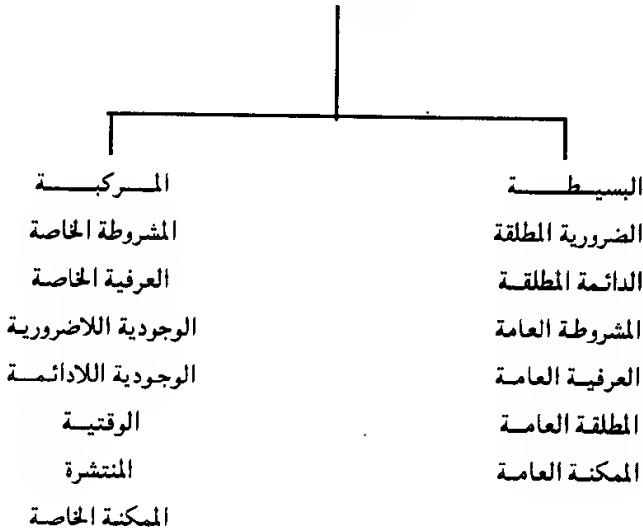 البسيطة
الضرورية المطلقة
الدائمة المطلقة
المشروطة العامة
العرفية العامة
المطلقة العامة
الممكنة العامة
المركبة
المشروطة الخاصة
العرفية الخاصة
الوجودية اللاضرورية
الوجودية اللادائمة
الوقتية
المنتشرة
الممكنة الخاصة